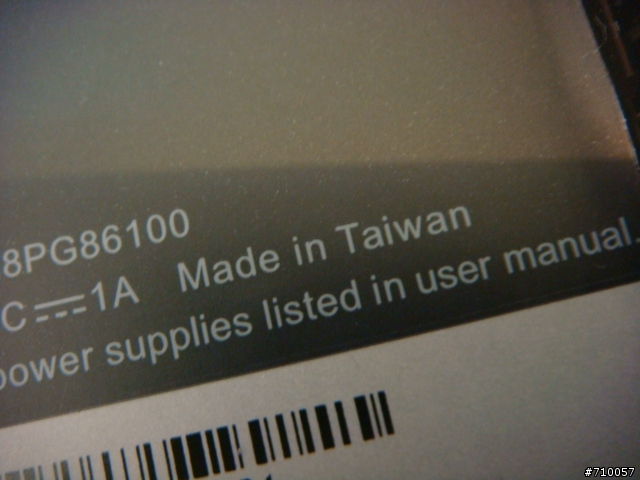 8PG86100
C⎓1A Made in Taiwan
power supplies listed in user manual.
#710057